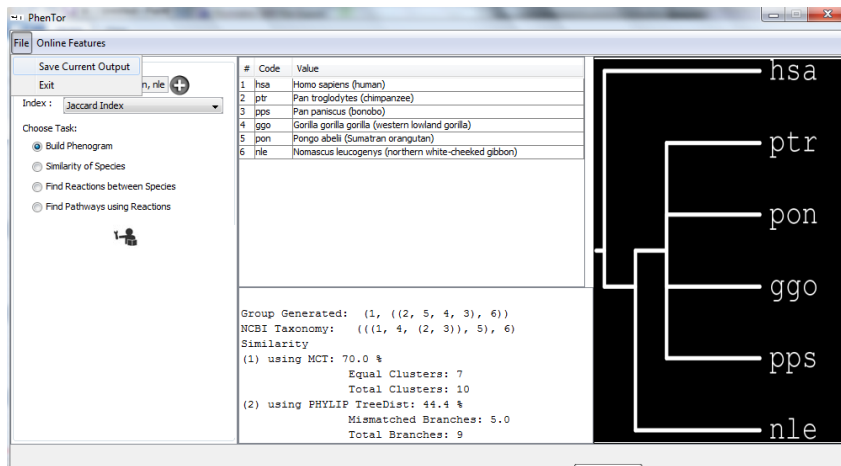 PhenTor
File Online Features
Save Current Output
Exit
n, nle
Index : Jaccard Index
Choose Task:
Build Phenogram
Similarity of Species
Find Reactions between Species
Find Pathways using Reactions
# Code Value
1 hsa Homo sapiens (human)
2 ptr Pan troglodytes (chimpanzee)
3 pps Pan paniscus (bonobo)
4 ggo Gorilla gorilla gorilla (western lowland gorilla)
5 pon Pongo abelii (Sumatran orangutan)
6 nle Nomascus leucogenys (northern white-cheeked gibbon)
Group Generated: (1, ((2, 5, 4, 3), 6))
NCBI Taxonomy: (((1, 4, (2, 3)), 5), 6)
Similarity
(1) using MCT: 70.0 %
Equal Clusters: 7
Total Clusters: 10
(2) using PHYLIP TreeDist: 44.4 %
Mismatched Branches: 5.0
Total Branches: 9
hsa
ptr
pon
ggo
pps
nle